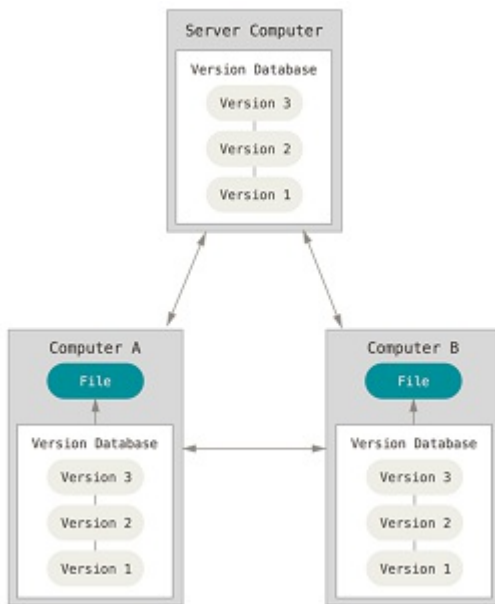 Server Computer
Version Database
Version 3
Version 2
Version 1
Computer A
File
Version Database
Version 3
Version 2
Version 1
Computer B
File
Version Database
Version 3
Version 2
Version 1